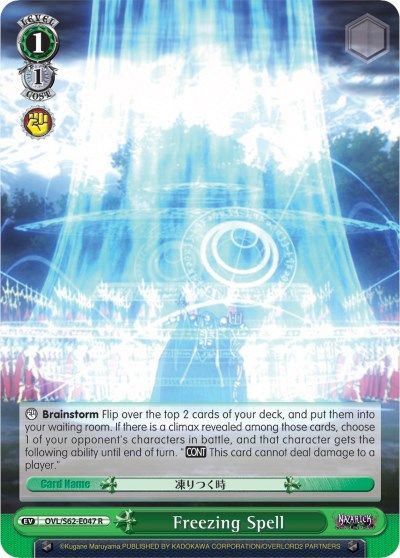 LEVEL
1
1
COST
Brainstorm Flip over the top 2 cards of your deck, and put them into
your waiting room. If there is a climax revealed among those cards, choose
1 of your opponent's characters in battle, and that character gets the
following ability until end of turn. "CONT This card cannot deal damage to a
player."
Card Name 凍りつく時
EV OVL/S62-E047 R Freezing Spell NAZARICK
©Kugane Maruyama,PUBLISHED BY KADOKAWA CORPORATION/OVERLORD2 PARTNERS